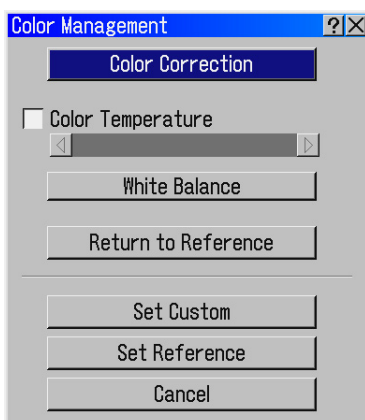 Color Management
Color Correction
Color Temperature
White Balance
Return to Reference
Set Custom
Set Reference
Cancel